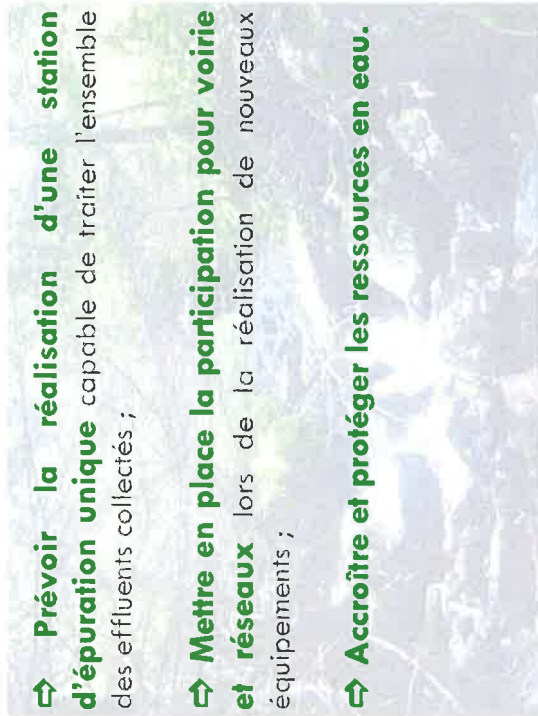 ⇨ Prévoir la réalisation d'une station
d'épuration unique capable de traiter l'ensemble
des effluents collectés ;
⇨ Mettre en place la participation pour voirie
et réseaux lors de la réalisation de nouveaux
équipements ;
⇨ Accroître et protéger les ressources en eau.